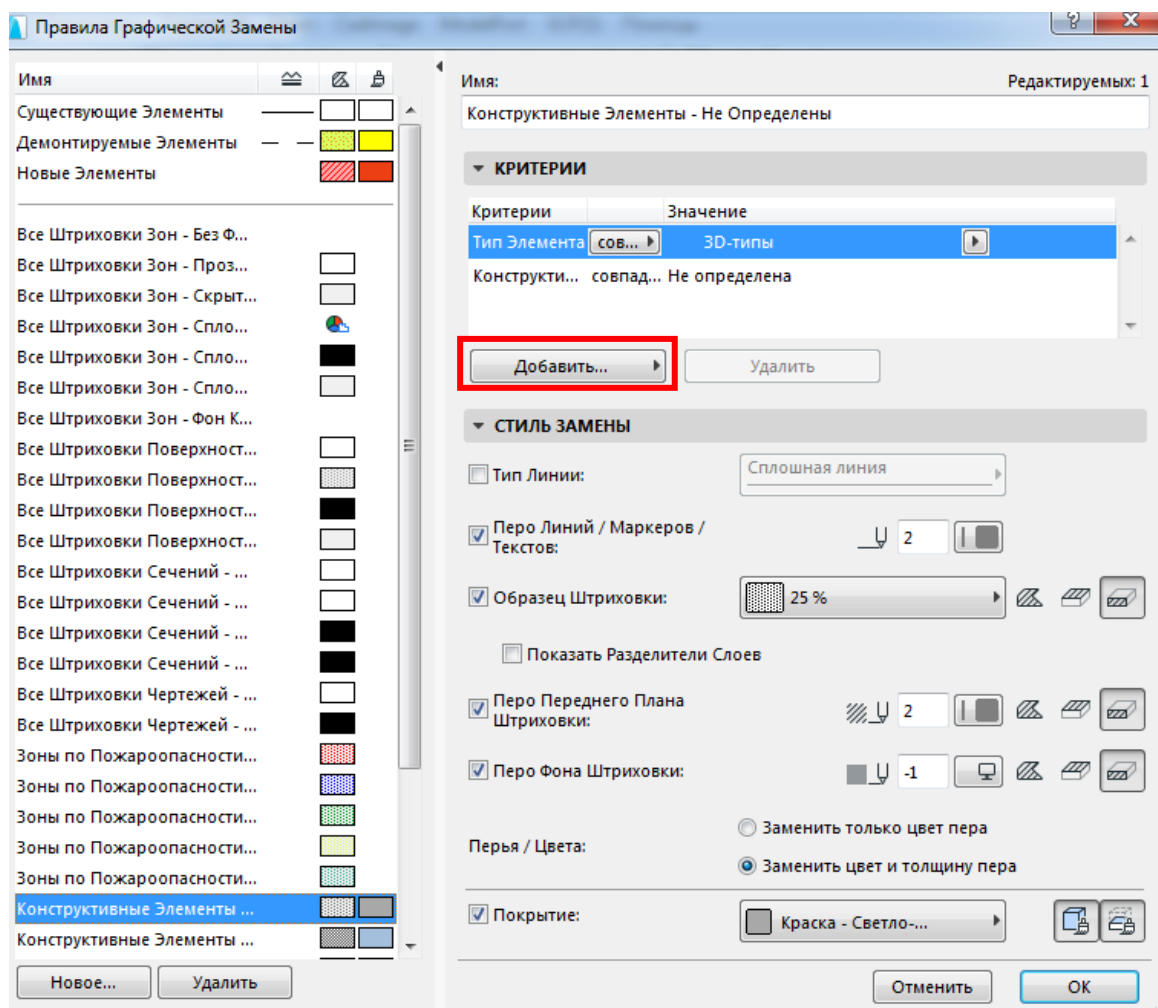 Правила Графической Замены
Имя
Существующие Элементы
Демонтируемые Элементы
Новые Элементы
Все Штриховки Зон - Без Ф...
Все Штриховки Зон - Проз...
Все Штриховки Зон - Скрыт...
Все Штриховки Зон - Спло...
Все Штриховки Зон - Спло...
Все Штриховки Зон - Спло...
Все Штриховки Зон - Фон К...
Все Штриховки Поверхност...
Все Штриховки Поверхност...
Все Штриховки Поверхност...
Все Штриховки Поверхност...
Все Штриховки Сечений - ...
Все Штриховки Сечений - ...
Все Штриховки Сечений - ...
Все Штриховки Сечений - ...
Все Штриховки Чертежей - ...
Все Штриховки Чертежей - ...
Зоны по Пожароопасности...
Зоны по Пожароопасности...
Зоны по Пожароопасности...
Зоны по Пожароопасности...
Зоны по Пожароопасности...
Конструктивные Элементы ...
Конструктивные Элементы ...
Новое... Удалить
Имя: Редактируемых: 1
Конструктивные Элементы - Не Определены
КРИТЕРИИ
Критерии Значение
Тип Элемента сов... 3D-типы
Конструкти... совпад... Не определена
Добавить... Удалить
СТИЛЬ ЗАМЕНЫ
Тип Линии: Сплошная линия
Перо Линий / Маркеров /
Текстов: 2
Образец Штриховки: 25 %
Показать Разделители Слоев
Перо Переднего Плана
Штриховки: 2
Перо Фона Штриховки: -1
Перья / Цвета:
Заменить только цвет пера
Заменить цвет и толщину пера
Покрытие: Краска - Светло-...
Отменить OK